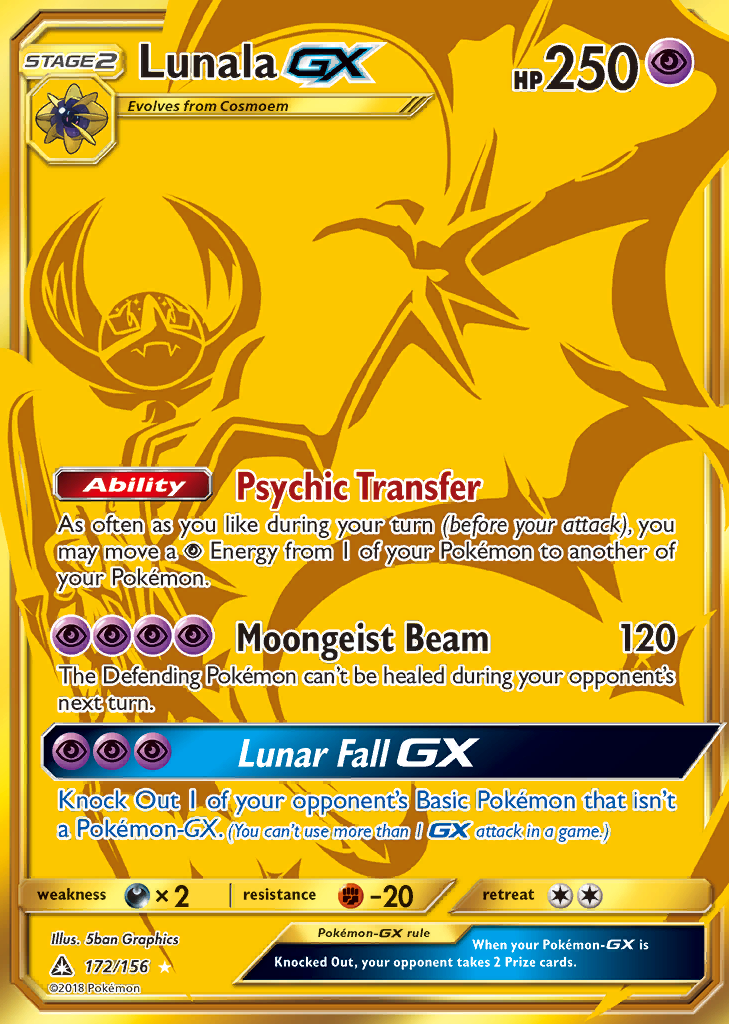 STAGE2 Lunala GX HP250
Evolves from Cosmoem
Ability Psychic Transfer
As often as you like during your turn (before your attack), you
may move a Energy from 1 of your Pokémon to another of
your Pokémon.
Moongeist Beam 120
The Defending Pokémon can't be healed during your opponent's
next turn.
Lunar Fall GX
Knock Out 1 of your opponent's Basic Pokémon that isn't
a Pokémon-GX. (You can't use more than 1 GX attack in a game.)
weakness ×2 resistance -20 retreat
Illus. 5ban Graphics
172/156
©2018 Pokémon
Pokémon-GX rule
When your Pokémon-GX is
Knocked Out, your opponent takes 2 Prize cards.